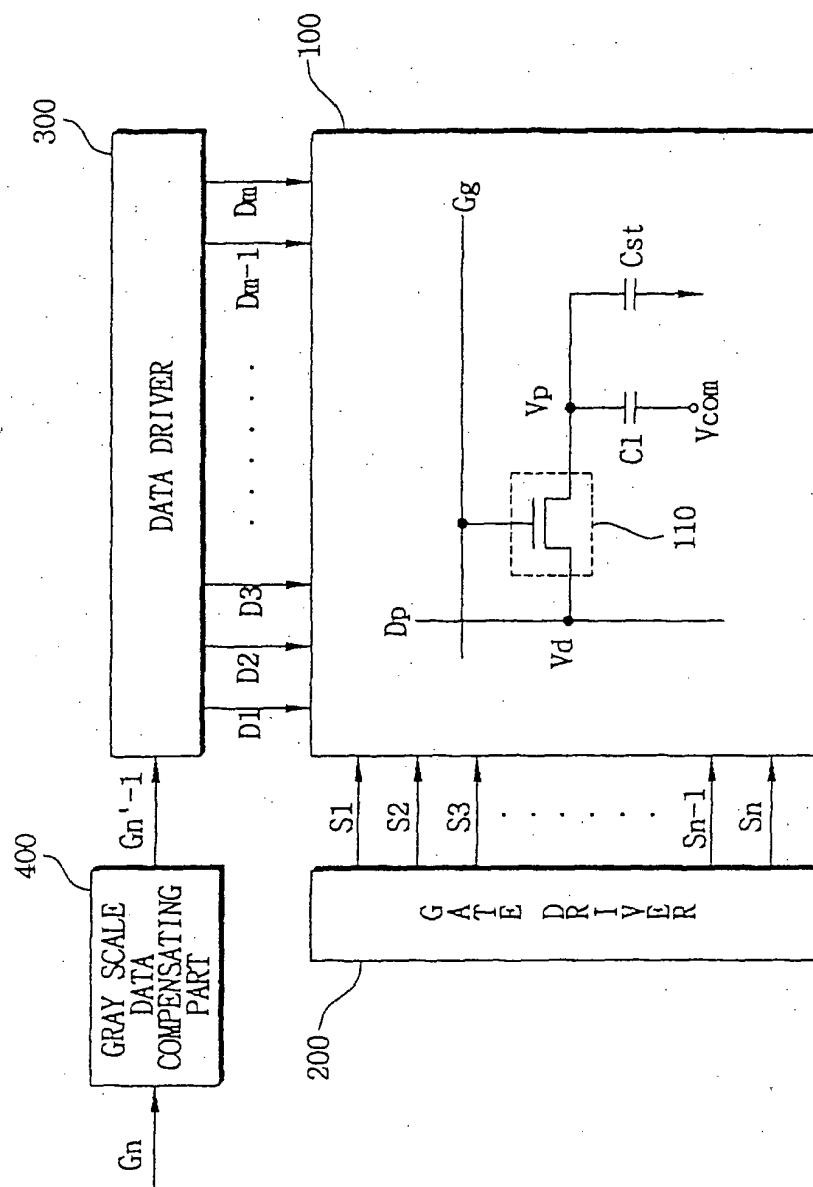 400
300
Gn
GRAY SCALE
DATA
COMPENSATING
PART
Gn'-1
DATA DRIVER
D1
D2
D3
. . . . . . .
Dm-1
Dm
100
200
GATE DRIVER
S1
S2
S3
. . . . . . .
Sn-1
Sn
Dp
Gg
Vd
110
Vp
Cl
Vcom
Cst